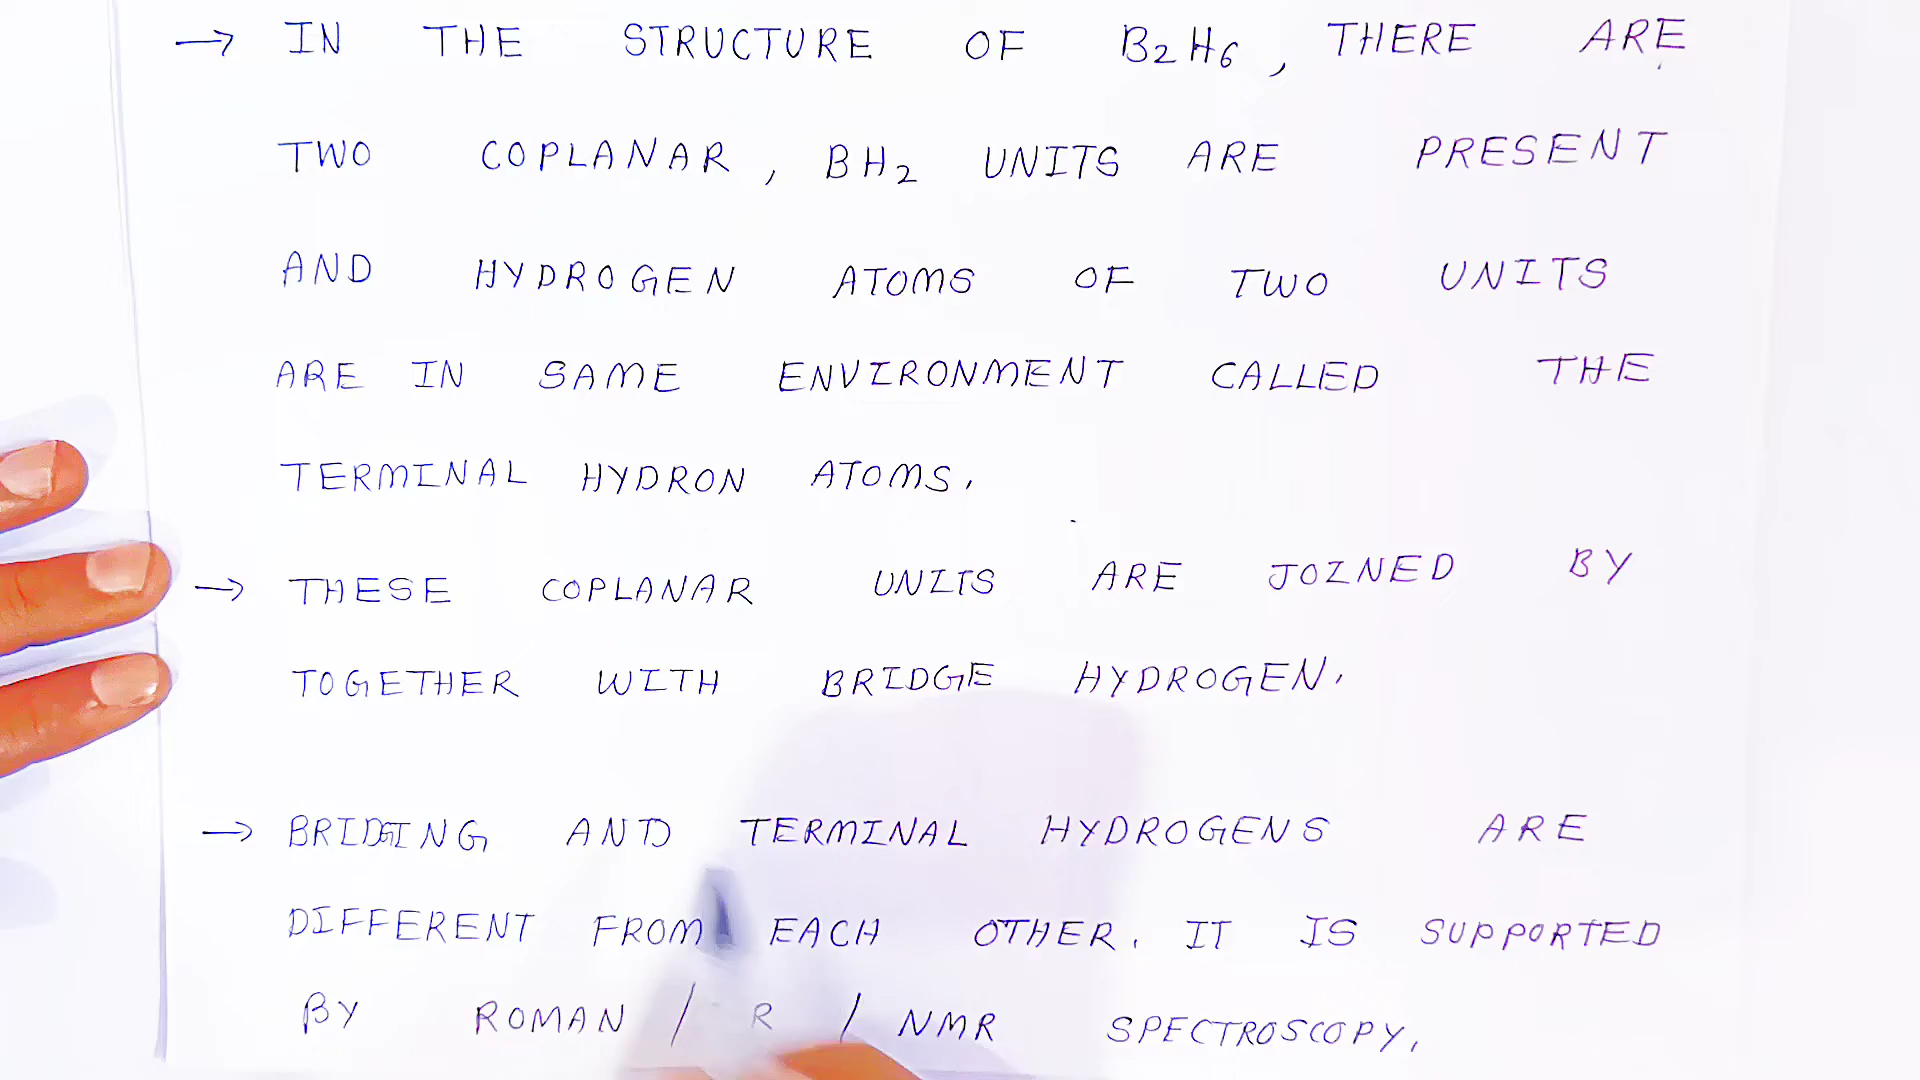 → IN THE STRUCTURE OF B₂H₆, THERE ARE
TWO COPLANAR, BH₂ UNITS ARE PRESENT
AND HYDROGEN ATOMS OF TWO UNITS
ARE IN SAME ENVIRONMENT CALLED THE
TERMINAL HYDRON ATOMS.
→ THESE COPLANAR UNITS ARE JOINED BY
TOGETHER WITH BRIDGE HYDROGEN.
→ BRIDGING AND TERMINAL HYDROGENS ARE
DIFFERENT FROM EACH OTHER. IT IS SUPPORTED
BY ROMAN / R / NMR SPECTROSCOPY.